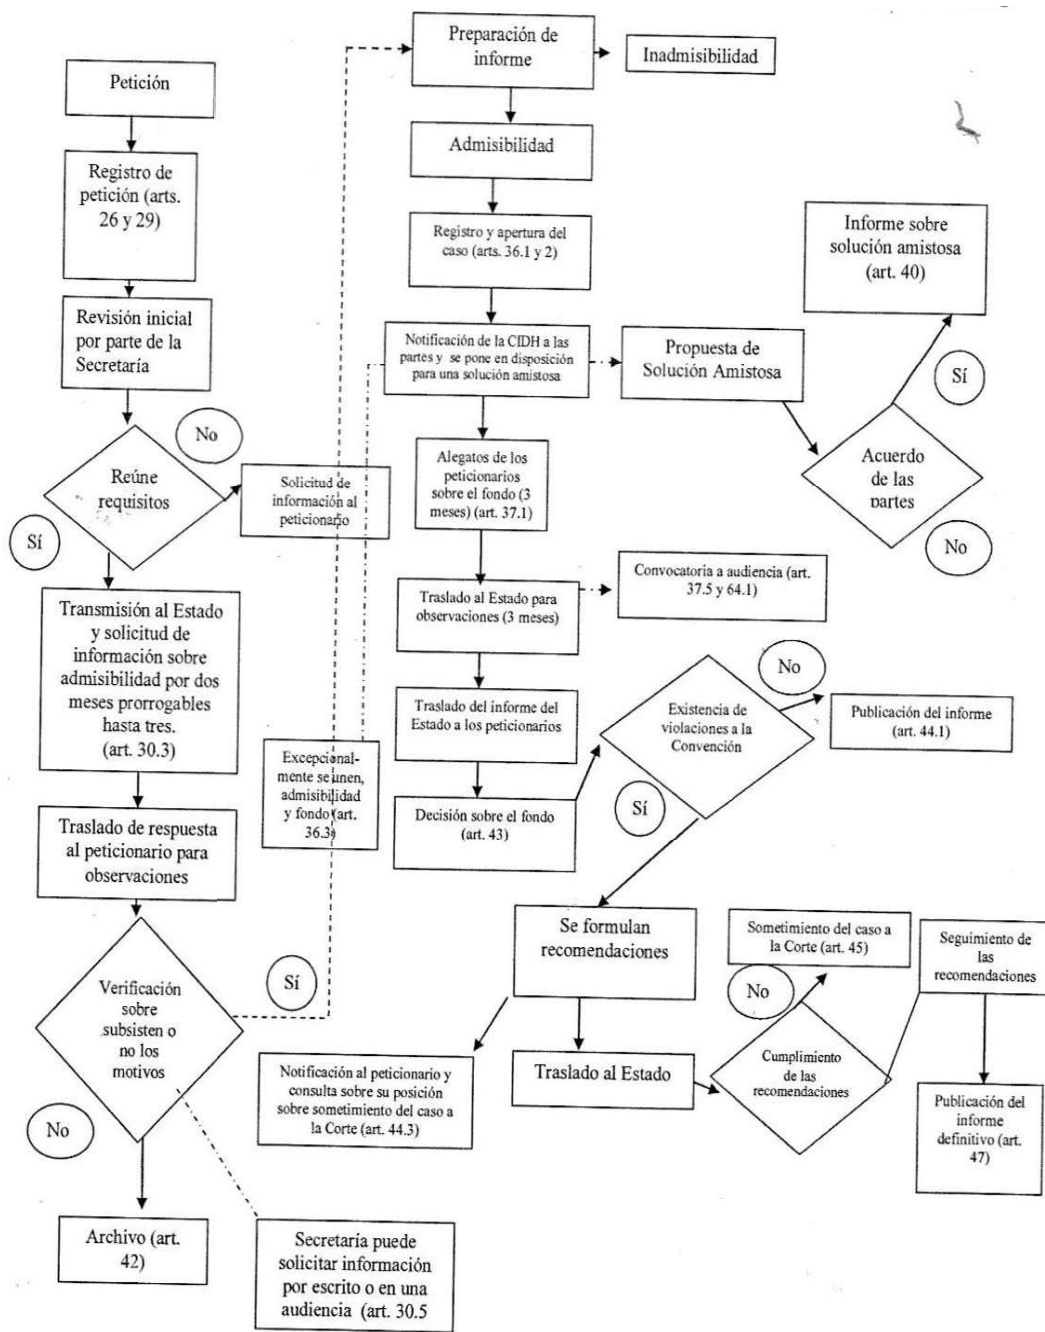 Petición
Registro de
petición (arts.
26 y 29)
Revisión inicial
por parte de la
Secretaría
No
Reúne
requisitos
Solicitud de
información al
peticionario
Sí
Transmisión al Estado
y solicitud de
información sobre
admisibilidad por dos
meses prorrogables
hasta tres.
(art. 30.3)
Traslado de respuesta
al peticionario para
observaciones
Verificación
sobre
subsisten o
no los
motivos
Sí
No
Archivo (art.
42)
Secretaría puede
solicitar información
por escrito o en una
audiencia (art. 30.5
Preparación de
informe
Inadmisibilidad
Admisibilidad
Registro y apertura del
caso (arts. 36.1 y 2)
Notificación de la CIDH a las
partes y se pone en disposición
para una solución amistosa
Propuesta de
Solución Amistosa
Informe sobre
solución amistosa
(art. 40)
Sí
Acuerdo
de las
partes
No
Alegatos de los
peticionarios
sobre el fondo (3
meses) (art. 37.1)
Traslado al Estado para
observaciones (3 meses)
Convocatoria a audiencia (art.
37.5 y 64.1)
Traslado del informe del
Estado a los peticionarios
Excepcional-
mente se unen,
admisibilidad
y fondo (art.
36.3)
Decisión sobre el fondo
(art. 43)
Existencia de
violaciones a la
Convención
No
Publicación del informe
(art. 44.1)
Sí
Se formulan
recomendaciones
Notificación al peticionario y
consulta sobre su posición
sobre sometimiento del caso a
la Corte (art. 44.3)
Traslado al Estado
Sometimiento del caso a
la Corte (art. 45)
No
Cumplimiento
de las
recomendaciones
Seguimiento de
las
recomendaciones
Publicación del
informe
definitivo (art.
47)